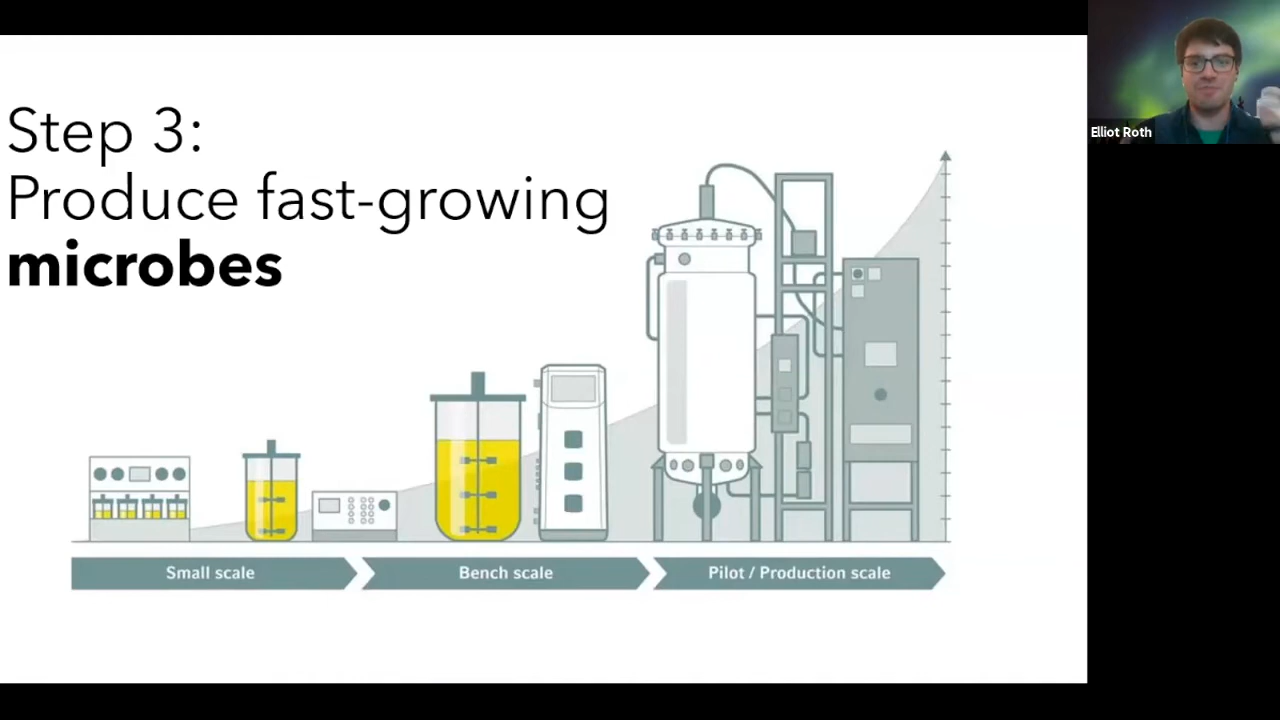 Step 3:
Produce fast-growing
microbes
Elliot Roth
Small scale
Bench scale
Pilot / Production scale